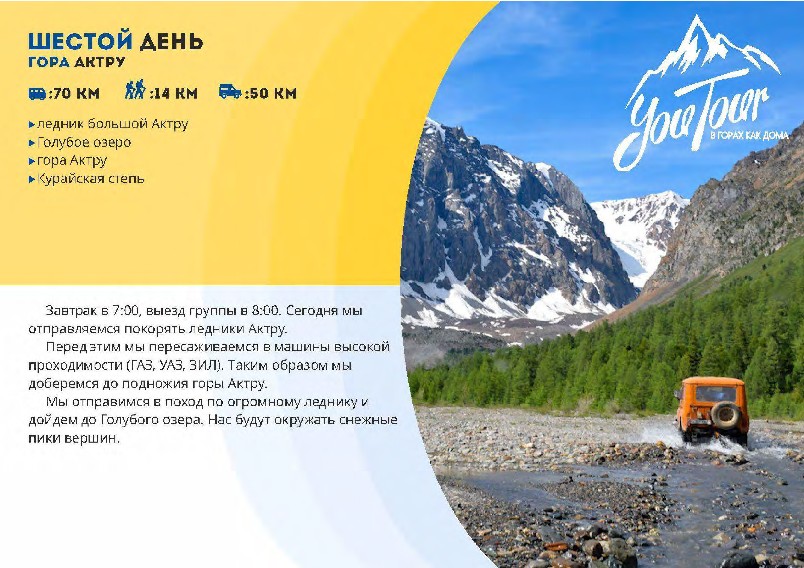 ШЕСТОЙ ДЕНЬ
ГОРА АКТРУ
:70 КМ :14 КМ :50 КМ
ледник большой Актру
Голубое озеро
гора Актру
Курайская степь
You Tour
В ГОРАХ КАК ДОМА
Завтрак в 7:00, выезд группы в 8:00. Сегодня мы
отправляемся покорять ледники Актру.
Перед этим мы пересаживаемся в машины высокой
проходимости (ГАЗ, УАЗ, ЗИЛ). Таким образом мы
доберемся до подножия горы Актру.
Мы отправимся в поход по огромному леднику и
дойдем до Голубого озера. Нас будут окружать снежные
пики вершин.